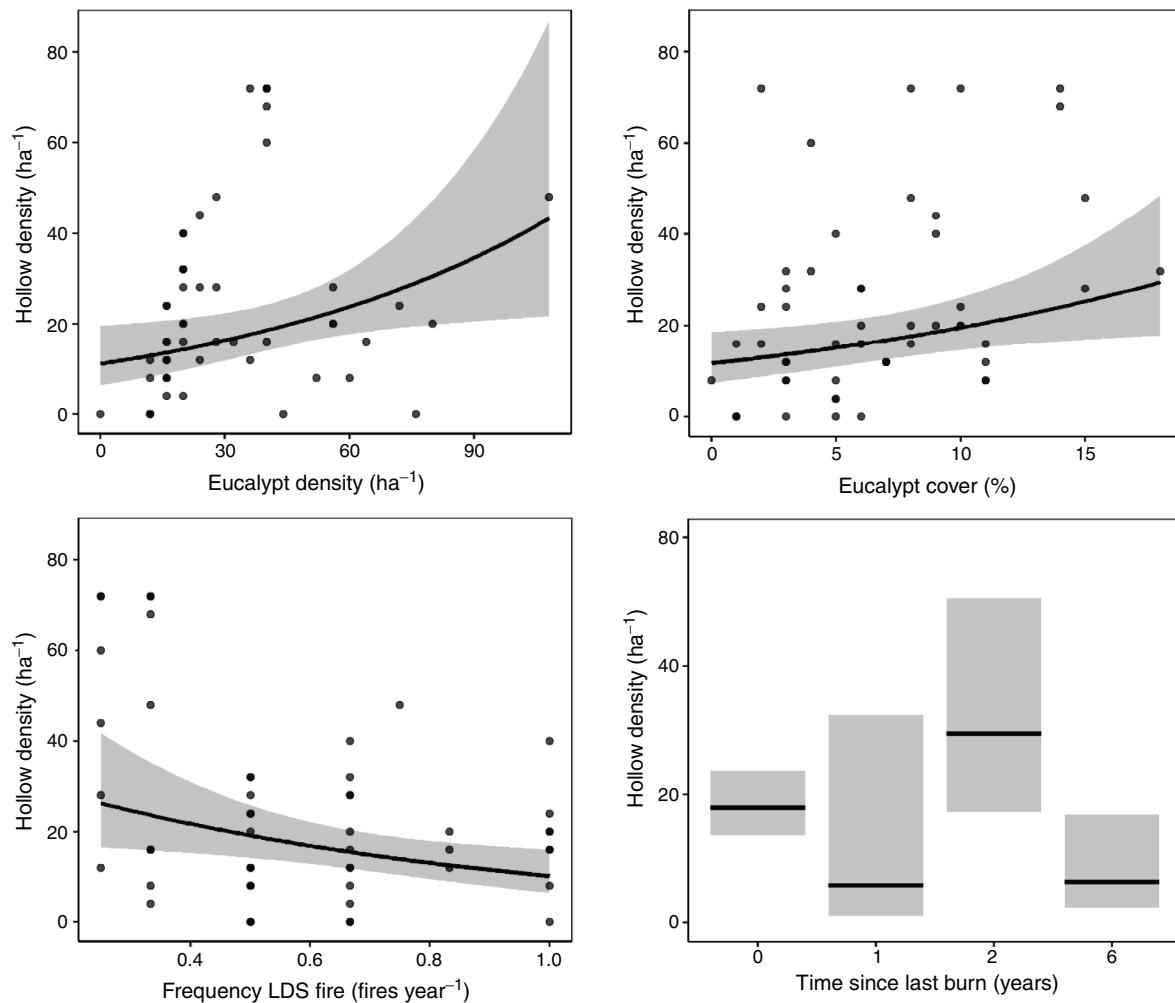 Hollow density (ha⁻¹)
80
60
40
20
0
0 30 60 90
Eucalypt density (ha⁻¹)
Hollow density (ha⁻¹)
80
60
40
20
0
0 5 10 15
Eucalypt cover (%)
Hollow density (ha⁻¹)
80
60
40
20
0
0.4 0.6 0.8 1.0
Frequency LDS fire (fires year⁻¹)
Hollow density (ha⁻¹)
80
40
20
0
0 1 2 6
Time since last burn (years)